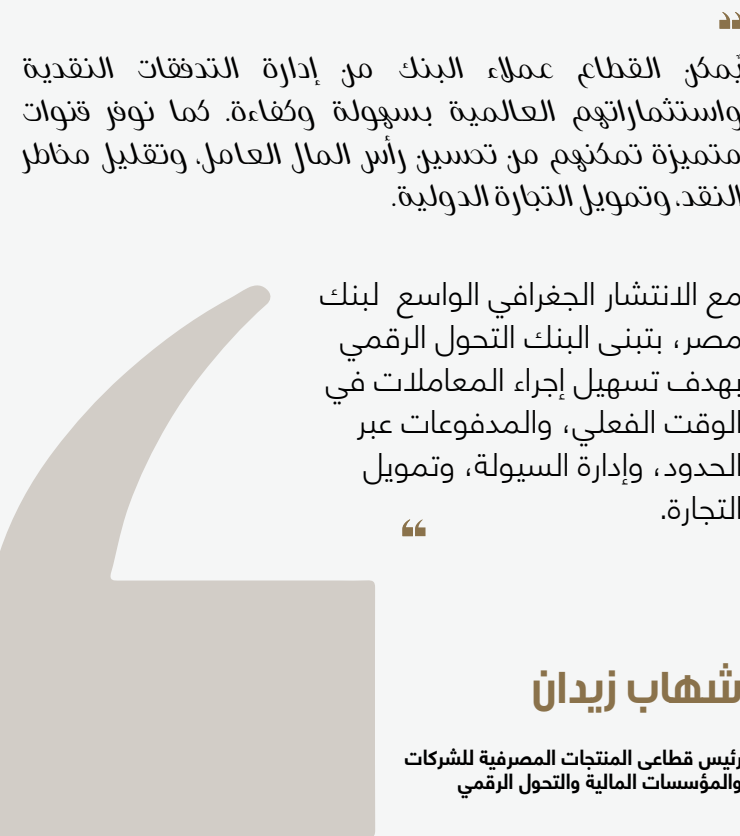 يُمكن القطاع عملاء البنك من إدارة التدفقات النقدية
واستثماراتهم العالمية بسهولة وكفاءة. كما نوفر قنوات
متميزة تمكنهم من تحسين رأس المال العامل، وتقليل مخاطر
النقد، وتمويل التجارة الدولية.
مع الانتشار الجغرافي الواسع لبنك
مصر، بتبنى البنك التحول الرقمي
بهدف تسهيل إجراء المعاملات في
الوقت الفعلي، والمدفوعات عبر
الحدود، وإدارة السيولة، وتمويل
التجارة.
شهاب زيدان
رئيس قطاعى المنتجات المصرفية للشركات
والمؤسسات المالية والتحول الرقمي